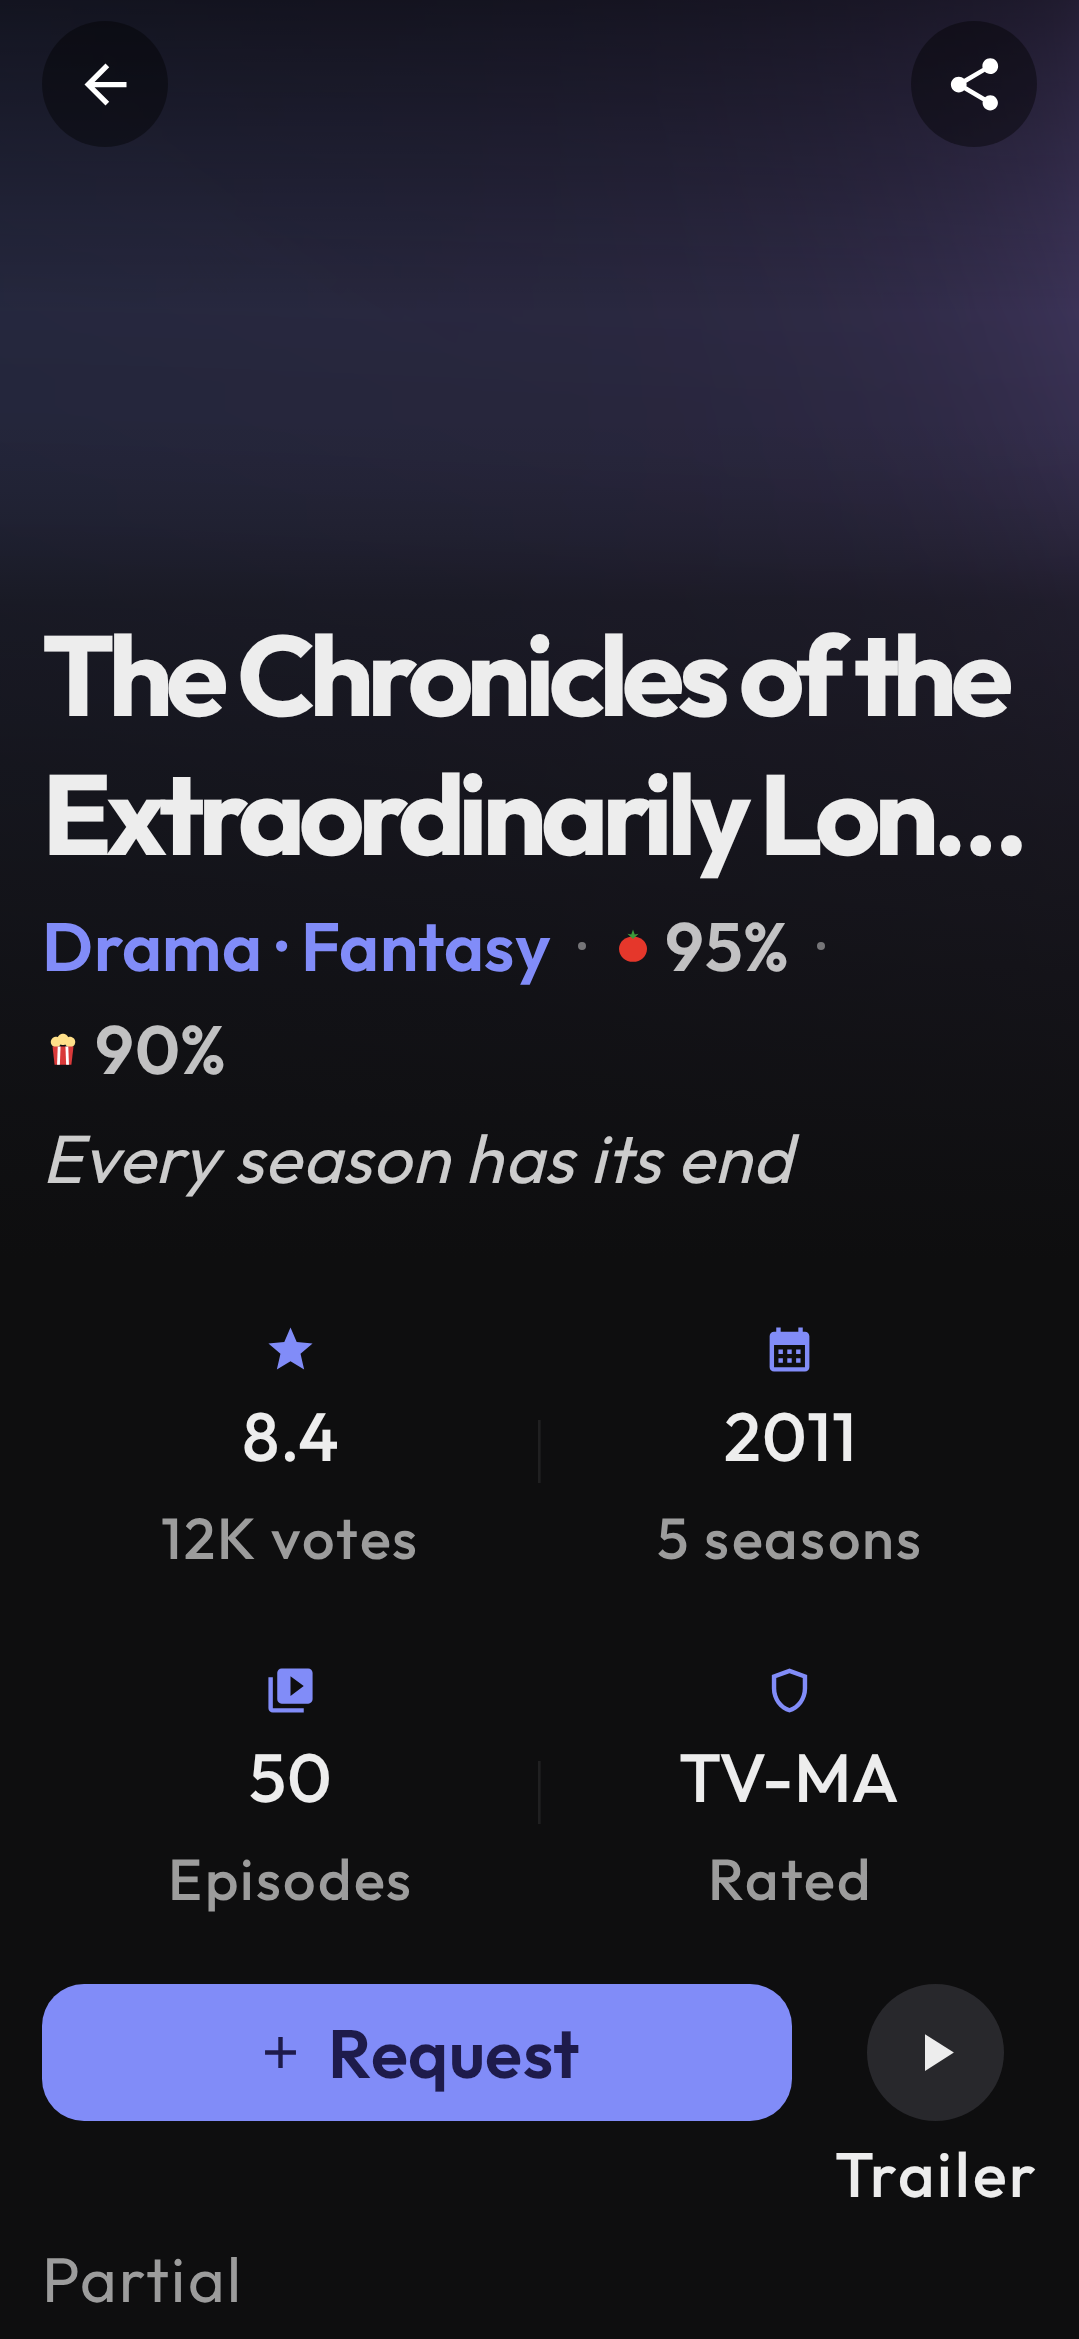 The Chronicles of the
Extraordinarily Lon...
Drama · Fantasy · 95% ·
90%
Every season has its end
8.4
12K votes
2011
5 seasons
50
Episodes
TV-MA
Rated
+ Request
Trailer
Partial